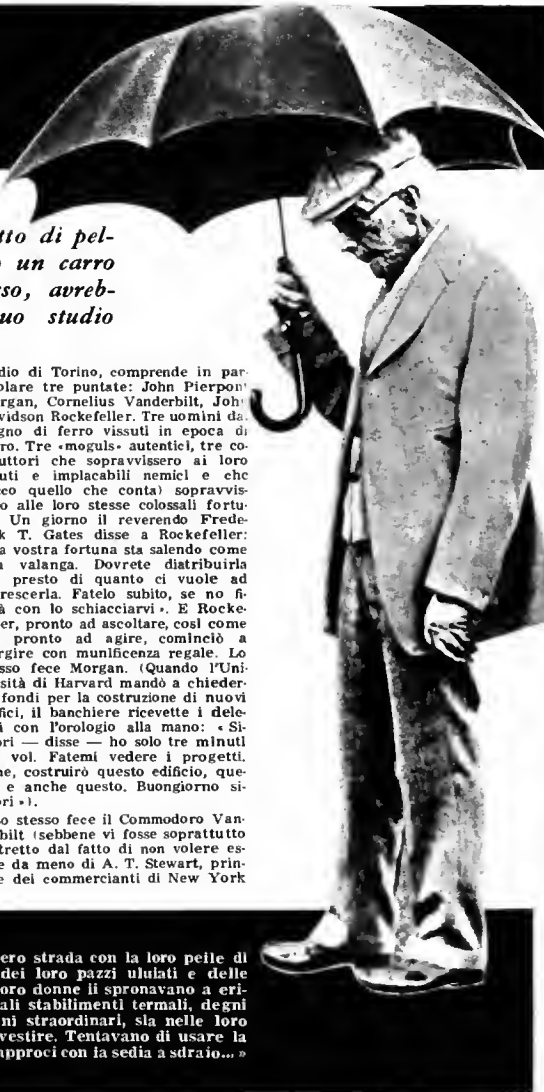 tto di pel-
un carro
so, avreb-
uo studio
dio di Torino, comprende in par-
olare tre puntate: John Pierpon
rgan, Cornelius Vanderbilt, Joh
vidson Rockefeller. Tre uomini da.
gno di ferro vissuti in epoca di
rro. Tre «moguls» autentici, tre co-
uttori che sopravvissero ai loro
uti e implacabili nemici e che
co quello che conta) sopravvis-
o alle loro stesse colossali fortu-
Un giorno il reverendo Frede-
k T. Gates disse a Rockefeller:
a vostra fortuna sta salendo come
valanga. Dovrete diatribuirla
presto di quanto ci vuole ad
rescerla. Fatelo subito, se no fi-
à con lo schiacciarvi». E Rocke-
er, pronto ad ascoltare, così come
pronto ad agire, cominciò a
rgire con munificenza regale. Lo
sso fece Morgan. (Quando l'Uni-
sità di Harvard mandò a chieder-
fondi per la costruzione di nuovi
fici, il banchiere ricevette i dele-
i con l'orologio alla mano: «Si-
ori — disse — ho solo tre minuti
voi. Fatemi vedere i progetti.
ne, costruirò questo edificio, que-
e anche questo. Buongiorno si-
ori»).
o stesso fece il Commodoro Van-
bilt (sebbene vi fosse soprattutto
tretto dal fatto di non volere es-
e da meno di A. T. Stewart, prin-
e dei commercianti di New York
ero strada con la loro pelle di
dei loro pazzi ululati e delle
oro donne li spronavano a eri-
ali stabilimenti termali, degni
ni straordinari, sia nelle loro
vestire. Tentavano di usare la
approcci con la sedia a sdraio... »